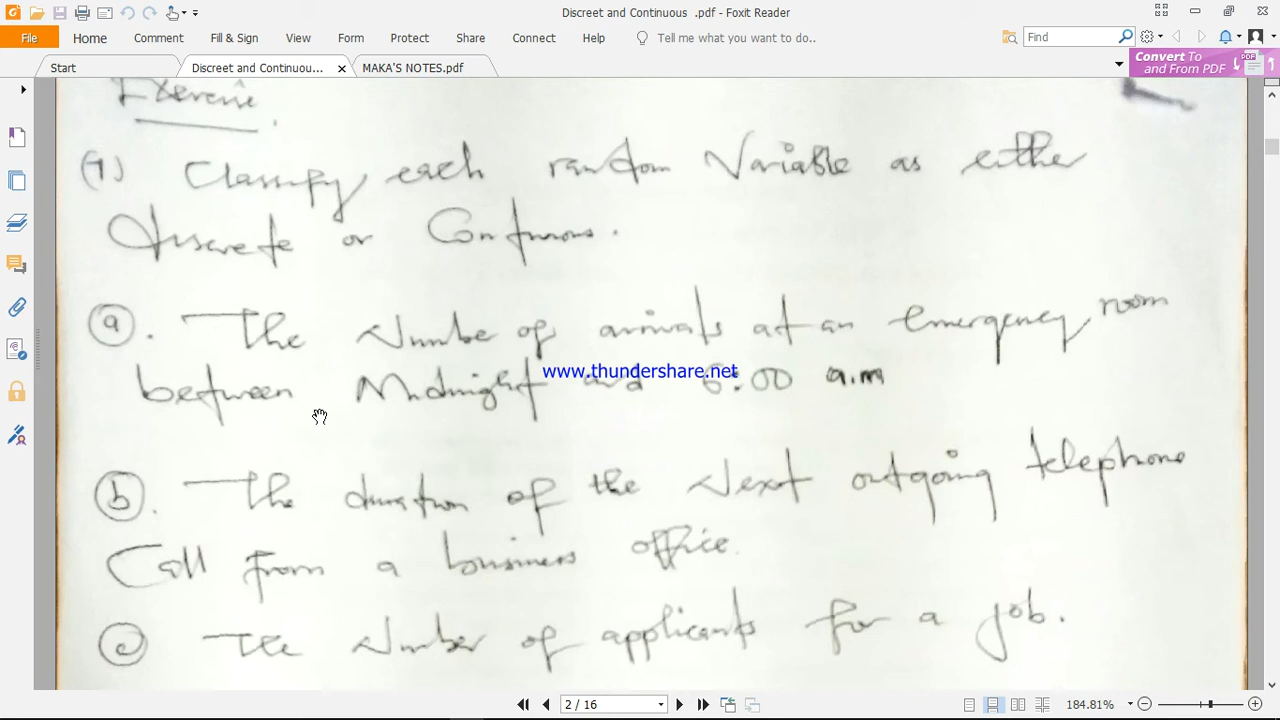 Discreet and Continuous .pdf - Foxit Reader
File Home Comment Fill & Sign View Form Protect Share Connect Help Tell me what you want to do.. Find
Start Discreet and Continuou... MAKA'S NOTES.pdf Convert To
and From PDF PDF
Exercise
(1) Classify each random Variable as either
discrete or Continuous.
(a). The Number of arrivals at an emergency room
between Midnight and 6:00 a.m
www.thundershare.net
(b). The duration of the Next outgoing telephone
Call from a business office.
(c) The Number of applicants for a job.
2 / 16 184.81%